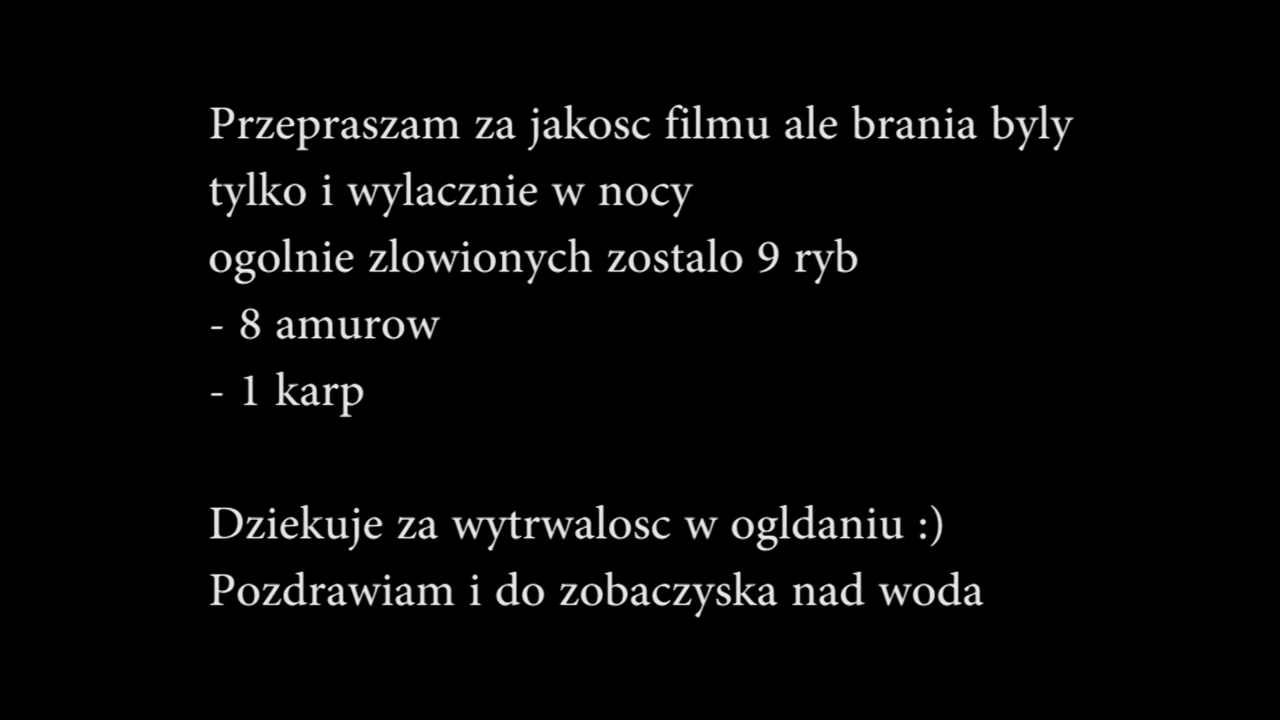 Przepraszam za jakosc filmu ale brania byly
tylko i wylacznie w nocy
ogolnie zlowionych zostalo 9 ryb
- 8 amurow
- 1 karp
Dziekuje za wytrwalosc w ogldaniu :)
Pozdrawiam i do zobaczyska nad woda